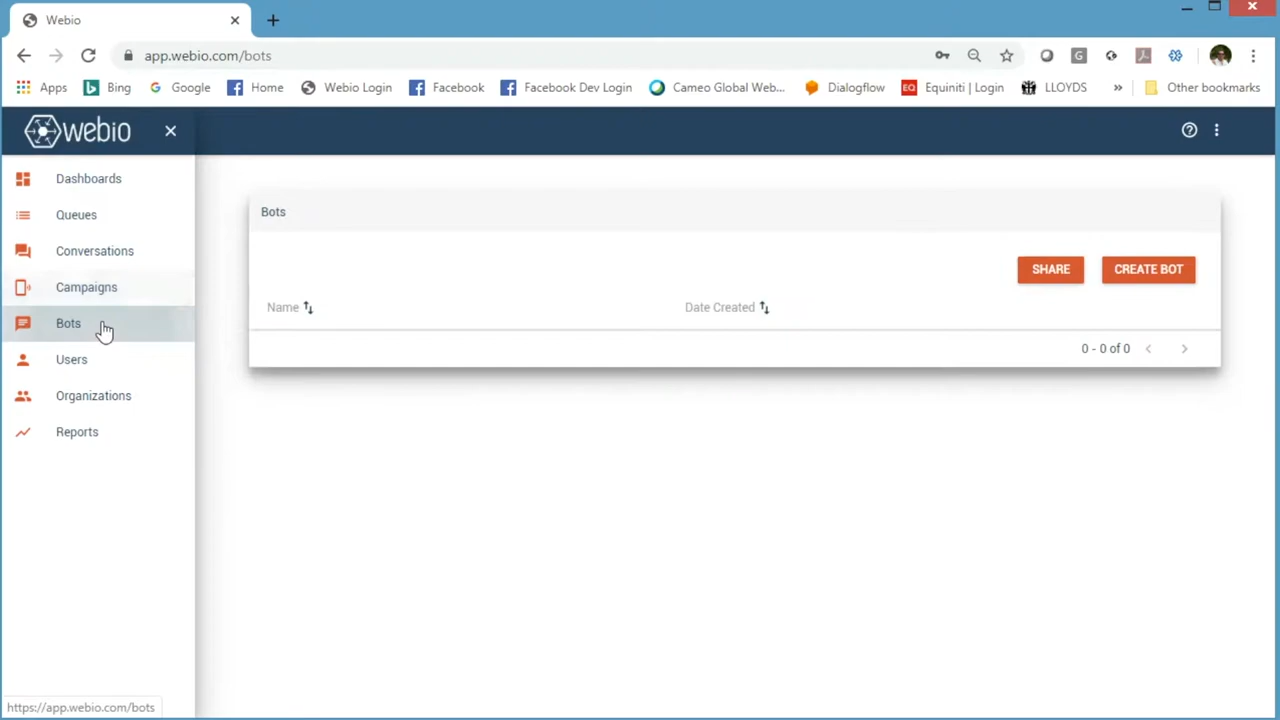 Webio
app.webio.com/bots
Apps Bing Google Home Webio Login Facebook Facebook Dev Login Cameo Global Web... Dialogflow Equiniti | Login LLOYDS » Other bookmarks
webio
Dashboards
Queues
Conversations
Campaigns
Bots
Users
Organizations
Reports
Bots
SHARE CREATE BOT
Name Date Created
0 - 0 of 0
https://app.webio.com/bots